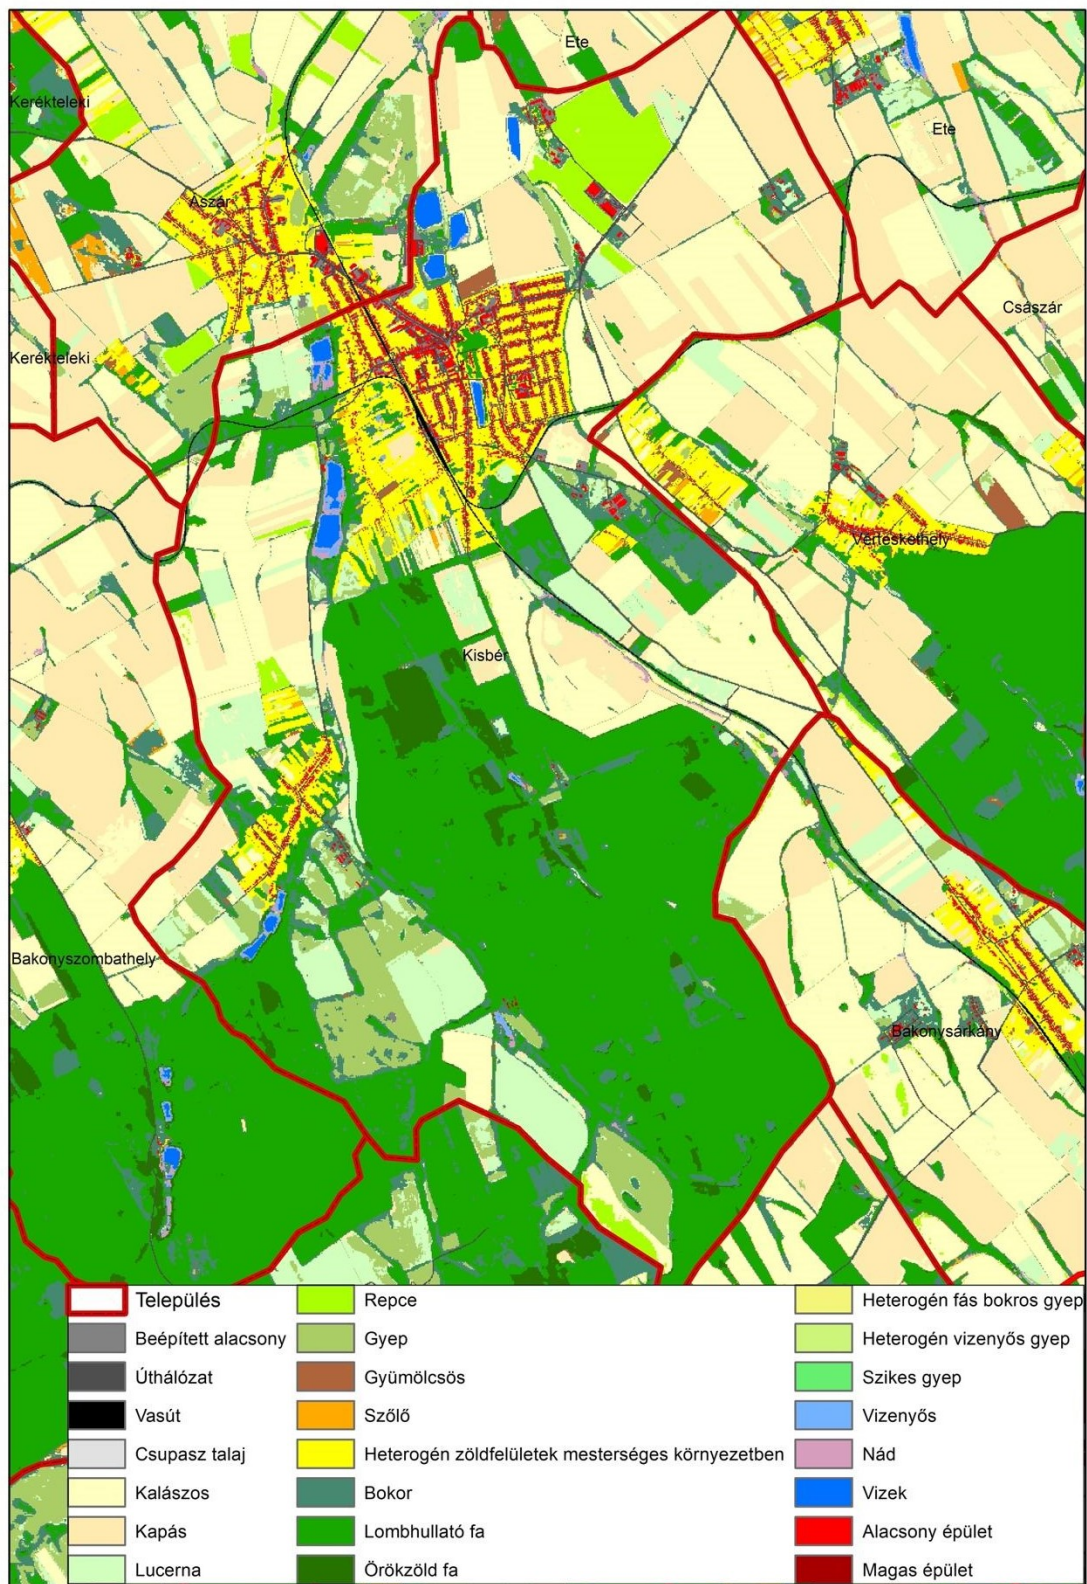 Ete
Kerékteleki
Ete
Aszár
Császár
Kerékteleki
Vérteskéthely
Kisbér
Bakonyszombathely
Bakonysárkány
Település
Repce
Heterogén fás bokros gyep
Beépített alacsony
Gyep
Heterogén vizenyős gyep
Úthálózat
Gyümölcsös
Szikes gyep
Vasút
Szőlő
Vizenyős
Csupasz talaj
Heterogén zöldfelületek mesterséges környezetben
Nád
Kalászos
Bokor
Vizek
Kapás
Lombhullató fa
Alacsony épület
Lucerna
Örökzöld fa
Magas épület